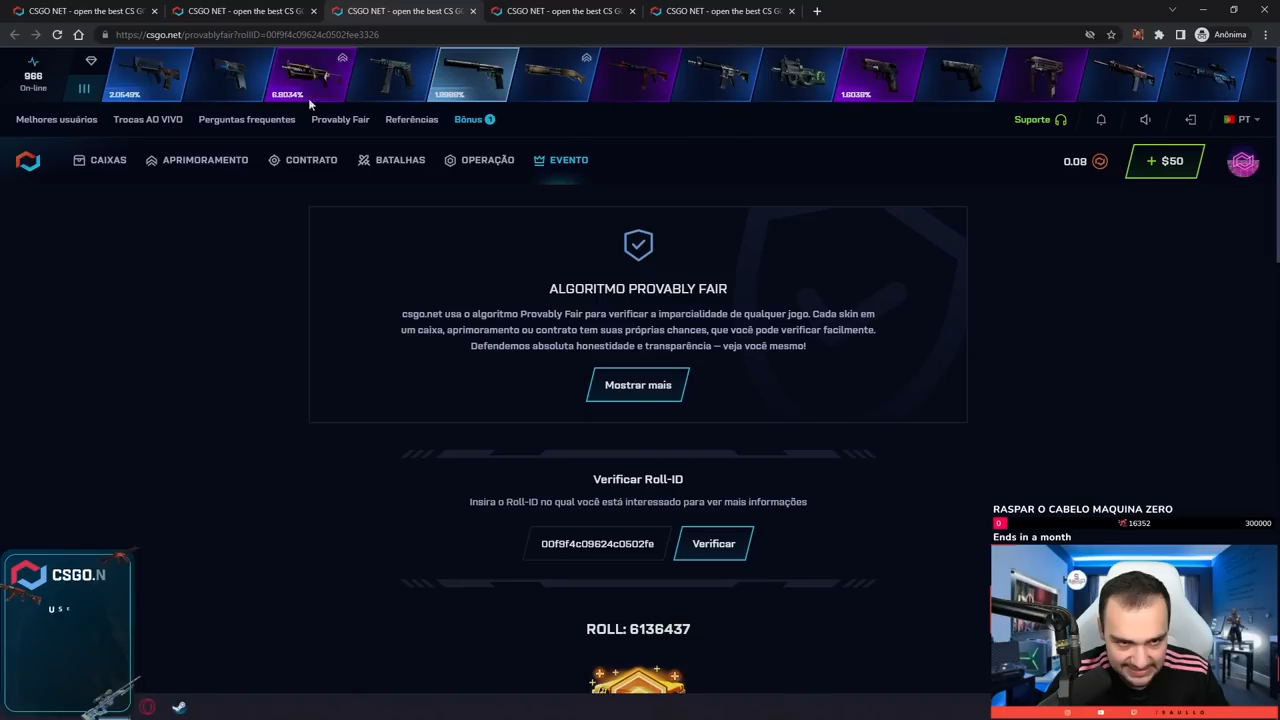 CSGO NET - open the best CS GO
CSGO NET - open the best CS G
CSGO NET - open the best CS G
CSGO NET - open the best CS G
CSGO NET - open the best CS G
https://csgo.net/provablyfair?rollID=00f9f4c09624c0502fee3326
Anônima
966
On-line
2.0549%
6.8034%
1.8988%
1.6038%
Melhores usuários
Trocas AO VIVO
Perguntas frequentes
Provably Fair
Referências
Bônus 1
Suporte
PT
CAIXAS
APRIMORAMENTO
CONTRATO
BATALHAS
OPERAÇÃO
EVENTO
0.08
+ $50
ALGORITMO PROVABLY FAIR
csgo.net usa o algoritmo Provably Fair para verificar a imparcialidade de qualquer jogo. Cada skin em
um caixa, aprimoramento ou contrato tem suas próprias chances, que você pode verificar facilmente.
Defendemos absoluta honestidade e transparência – veja você mesmo!
Mostrar mais
Verificar Roll-ID
Insira o Roll-ID no qual você está interessado para ver mais informações
00f9f4c09624c0502fe
Verificar
ROLL: 6136437
RASPAR O CABELO MAQUINA ZERO
0
16352
300000
Ends in a month
CSGO.N
USE
/SAULLO